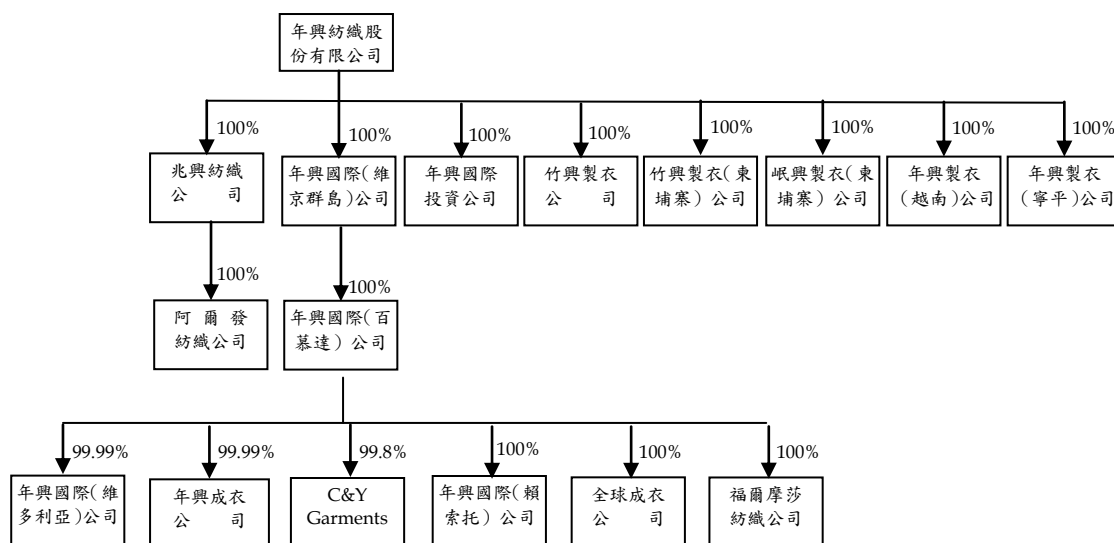 年興紡織股
份有限公司
100%
100%
100%
100%
100%
100%
100%
100%
兆興紡織
公 司
年興國際(維
京群島)公司
年興國際
投資公司
竹興製衣
公 司
竹興製衣(柬
埔寨)公司
岷興製衣(柬
埔寨)公司
年興製衣
(越南)公司
年興製衣
(寧平)公司
100%
100%
阿 爾 發
紡織公司
年興國際(百
慕達)公司
99.99%
99.99%
99.8%
100%
100%
100%
年興國際(維
多利亞)公司
年興成衣
公 司
C&Y
Garments
年興國際(賴
索托)公司
全球成衣
公 司
福爾摩莎
紡織公司